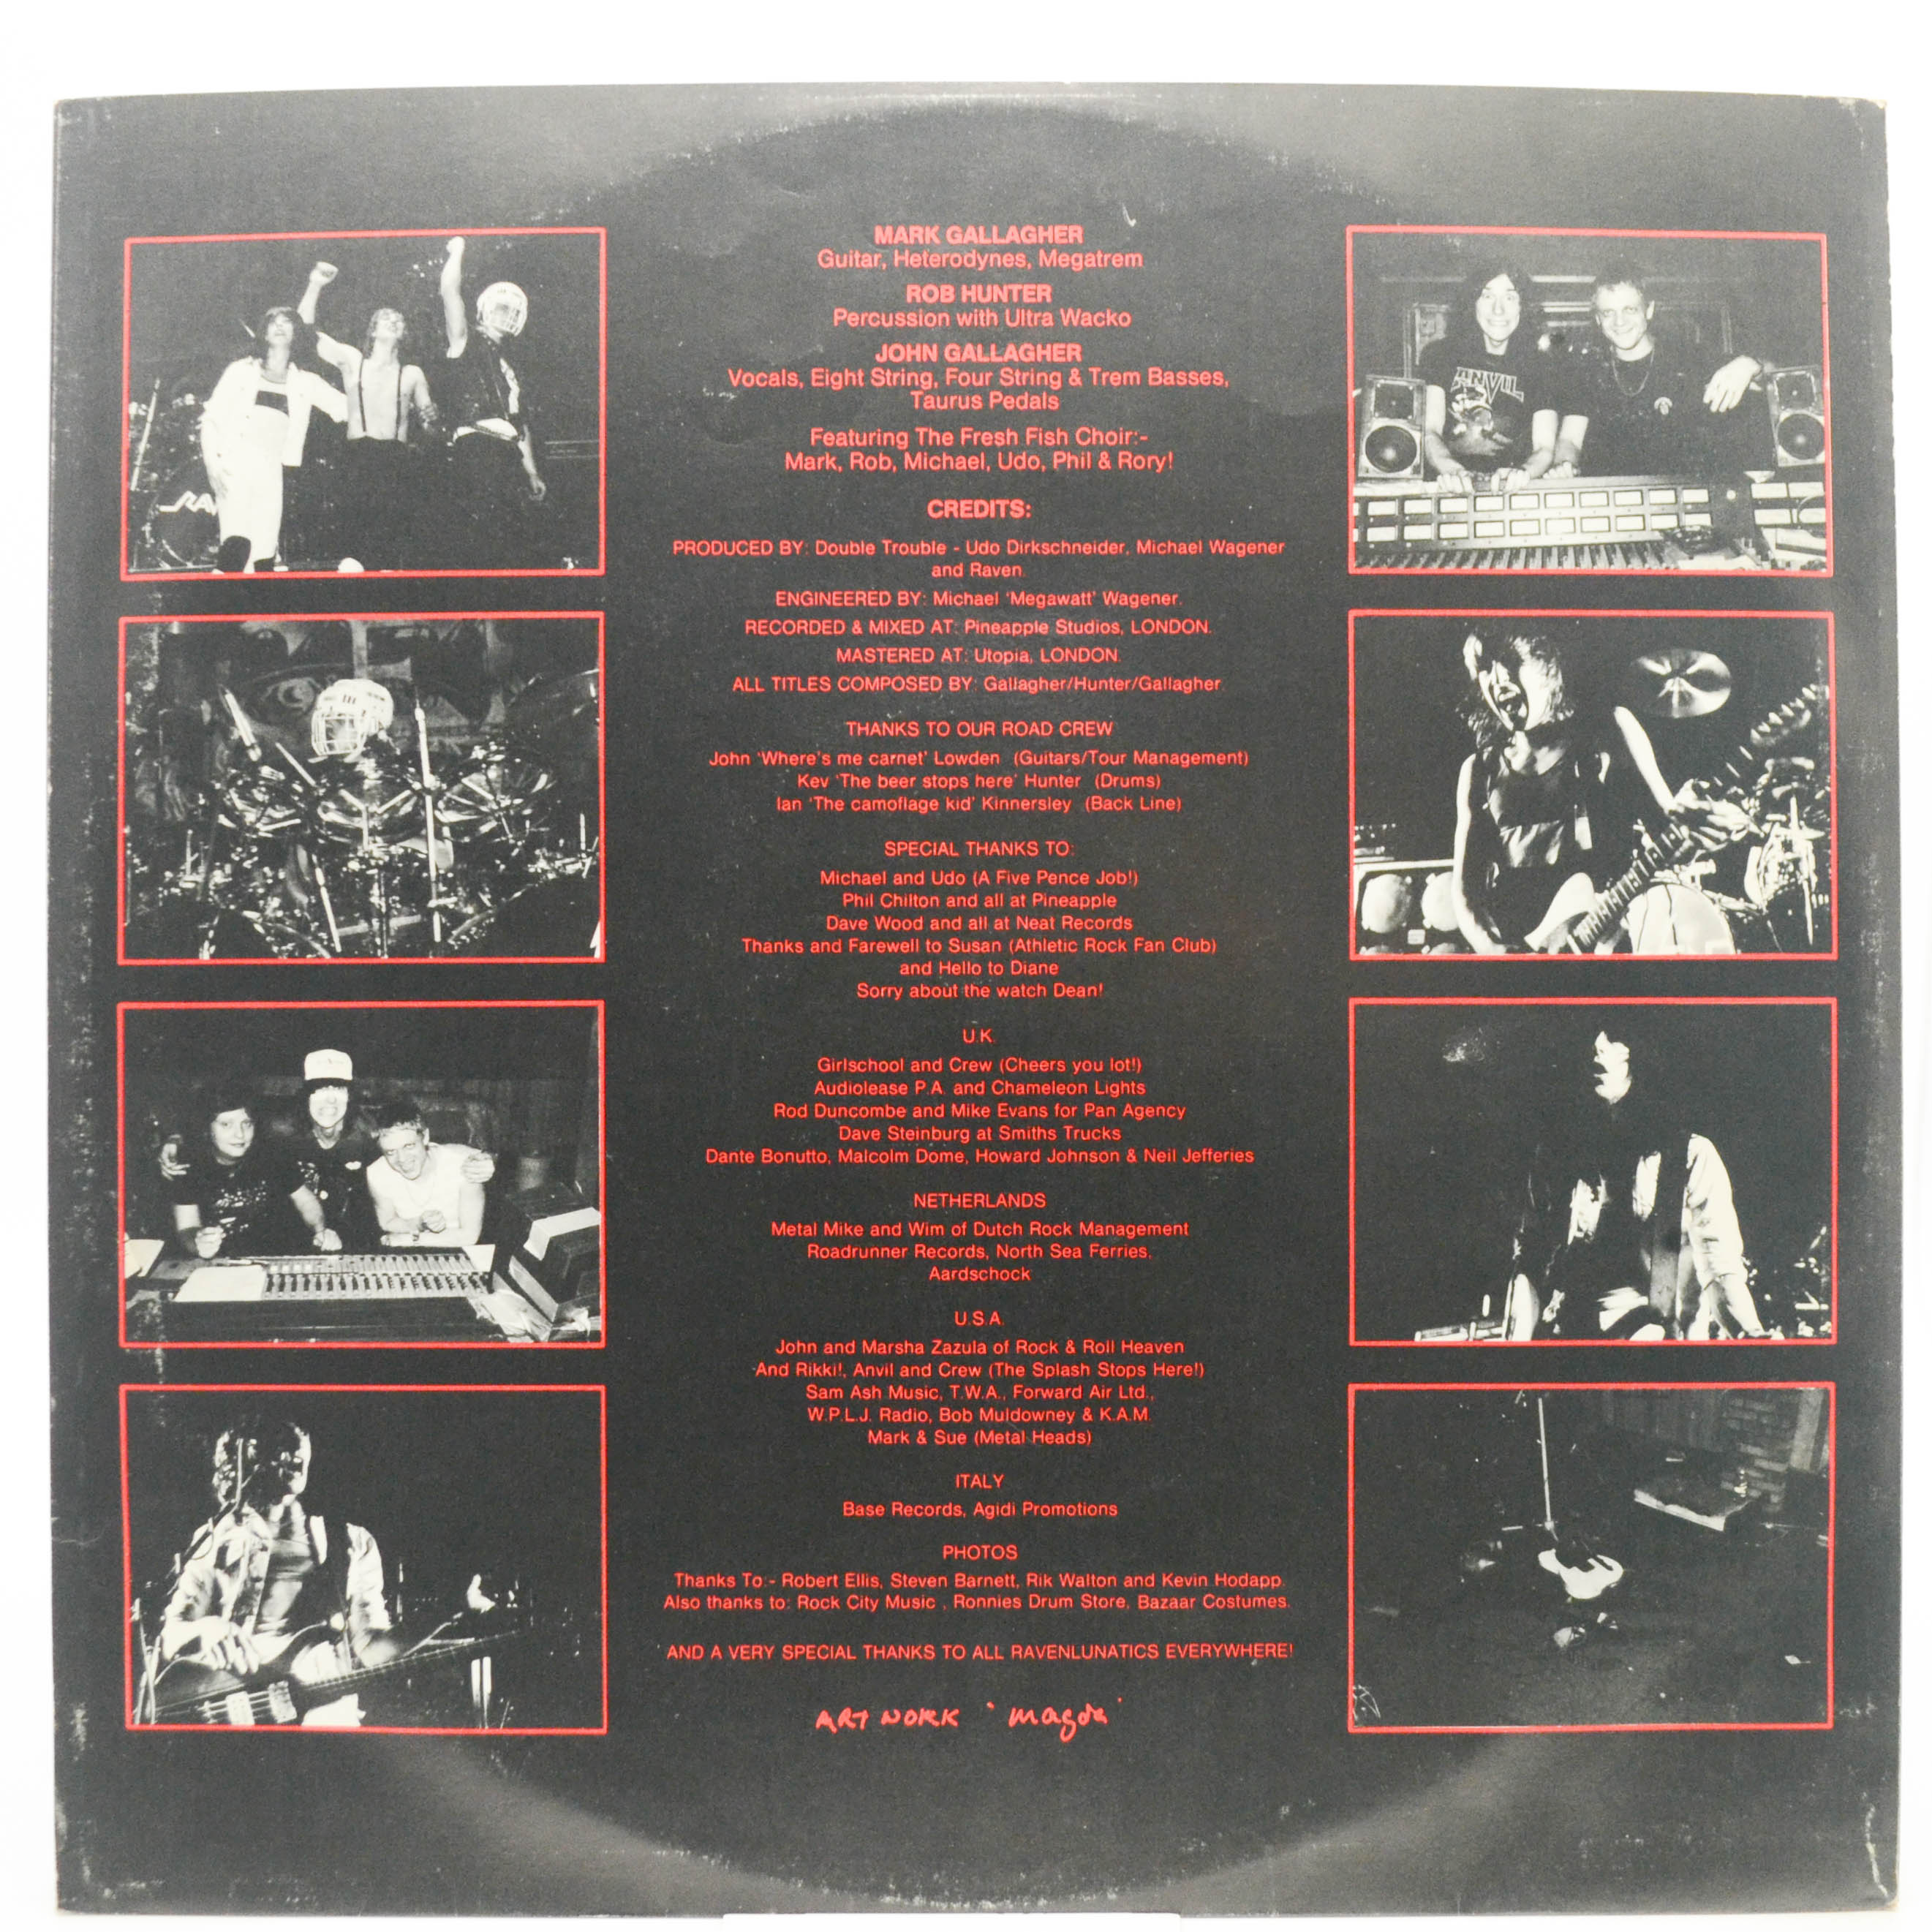 MARK GALLAGHER
Guitar, Heterodynes, Megatrem
ROB HUNTER
Percussion with Ultra Wacko
JOHN GALLAGHER
Vocals, Eight String, Four String & Trem Basses,
Taurus Pedals
Featuring The Fresh Fish Choir:-
Mark, Rob, Michael, Udo, Phil & Rory!
CREDITS:
PRODUCED BY: Double Trouble - Udo Dirkschneider, Michael Wagener
and Raven.
ENGINEERED BY: Michael 'Megawatt' Wagener.
RECORDED & MIXED AT: Pineapple Studios, LONDON.
MASTERED AT: Utopia, LONDON.
ALL TITLES COMPOSED BY: Gallagher/Hunter/Gallagher.
THANKS TO OUR ROAD CREW
John 'Where's me carnet' Lowden (Guitars/Tour Management)
Kev 'The beer stops here' Hunter (Drums)
Ian 'The camoflage kid' Kinnersley (Back Line)
SPECIAL THANKS TO:
Michael and Udo (A Five Pence Job!)
Phil Chilton and all at Pineapple
Dave Wood and all at Neat Records
Thanks and Farewell to Susan (Athletic Rock Fan Club)
and Hello to Diane
Sorry about the watch Dean!
U.K.
Girlschool and Crew (Cheers you lot!)
Audiolease P.A. and Chameleon Lights
Rod Duncombe and Mike Evans for Pan Agency
Dave Steinburg at Smiths Trucks
Dante Bonutto, Malcolm Dome, Howard Johnson & Neil Jefferies
NETHERLANDS
Metal Mike and Wim of Dutch Rock Management
Roadrunner Records, North Sea Ferries.
Aardschock
U.S.A.
John and Marsha Zazula of Rock & Roll Heaven
And Rikki!, Anvil and Crew (The Splash Stops Here!)
Sam Ash Music, T.W.A., Forward Air Ltd.,
W.P.L.J. Radio, Bob Muldowney & K.A.M.
Mark & Sue (Metal Heads)
ITALY
Base Records, Agidi Promotions
PHOTOS
Thanks To:- Robert Ellis, Steven Barnett, Rik Walton and Kevin Hodapp.
Also thanks to: Rock City Music , Ronnies Drum Store, Bazaar Costumes.
AND A VERY SPECIAL THANKS TO ALL RAVENLUNATICS EVERYWHERE!
ART WORK 'magda'
ANVIL
RA